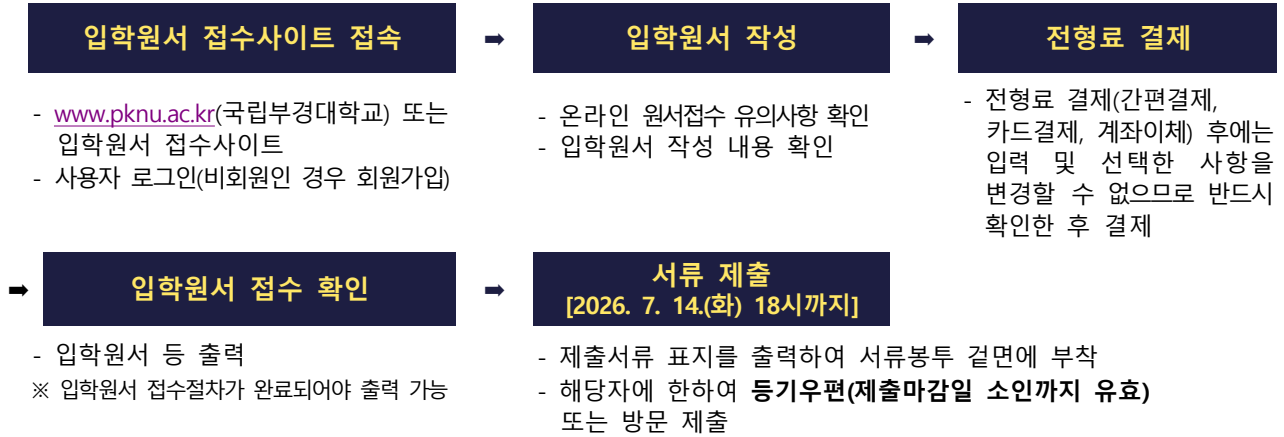 입학원서 접수사이트 접속 ➡ 입학원서 작성 ➡ 전형료 결제
- www.pknu.ac.kr(국립부경대학교) 또는
입학원서 접수사이트
- 사용자 로그인(비회원인 경우 회원가입)
- 온라인 원서접수 유의사항 확인
- 입학원서 작성 내용 확인
- 전형료 결제(간편결제,
카드결제, 계좌이체) 후에는
입력 및 선택한 사항을
변경할 수 없으므로 반드시
확인한 후 결제
➡ 입학원서 접수 확인 ➡ 서류 제출
[2026. 7. 14.(화) 18시까지]
- 입학원서 등 출력
※ 입학원서 접수절차가 완료되어야 출력 가능
- 제출서류 표지를 출력하여 서류봉투 겉면에 부착
- 해당자에 한하여 등기우편(제출마감일 소인까지 유효)
또는 방문 제출